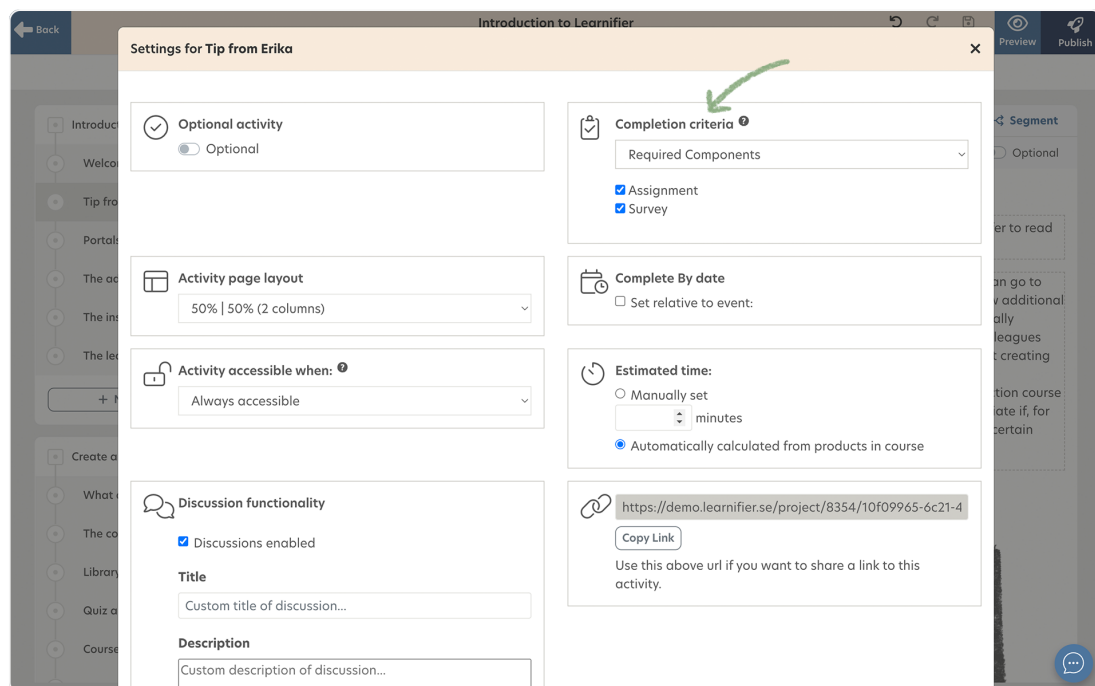 Back
Introduction to Learnifier
Preview
Publish
Settings for Tip from Erika
Optional activity
Optional
Completion criteria
Required Components
Assignment
Survey
Activity page layout
50% | 50% (2 columns)
Complete By date
Set relative to event:
Activity accessible when:
Always accessible
Estimated time:
Manually set
minutes
Automatically calculated from products in course
Discussion functionality
Discussions enabled
Title
Custom title of discussion...
Description
Custom description of discussion...
https://demo.learnifier.se/project/8354/10f09965-6c21-4
Copy Link
Use this above url if you want to share a link to this
activity.
Introduct
Welco
Tip fro
Portals
The ad
The ins
The lea
+ N
Create a
What
The co
Library
Quiz a
Course
Segment
Optional
er to read
an go to
additional
ally
leagues
t creating
tion course
ate if, for
certain